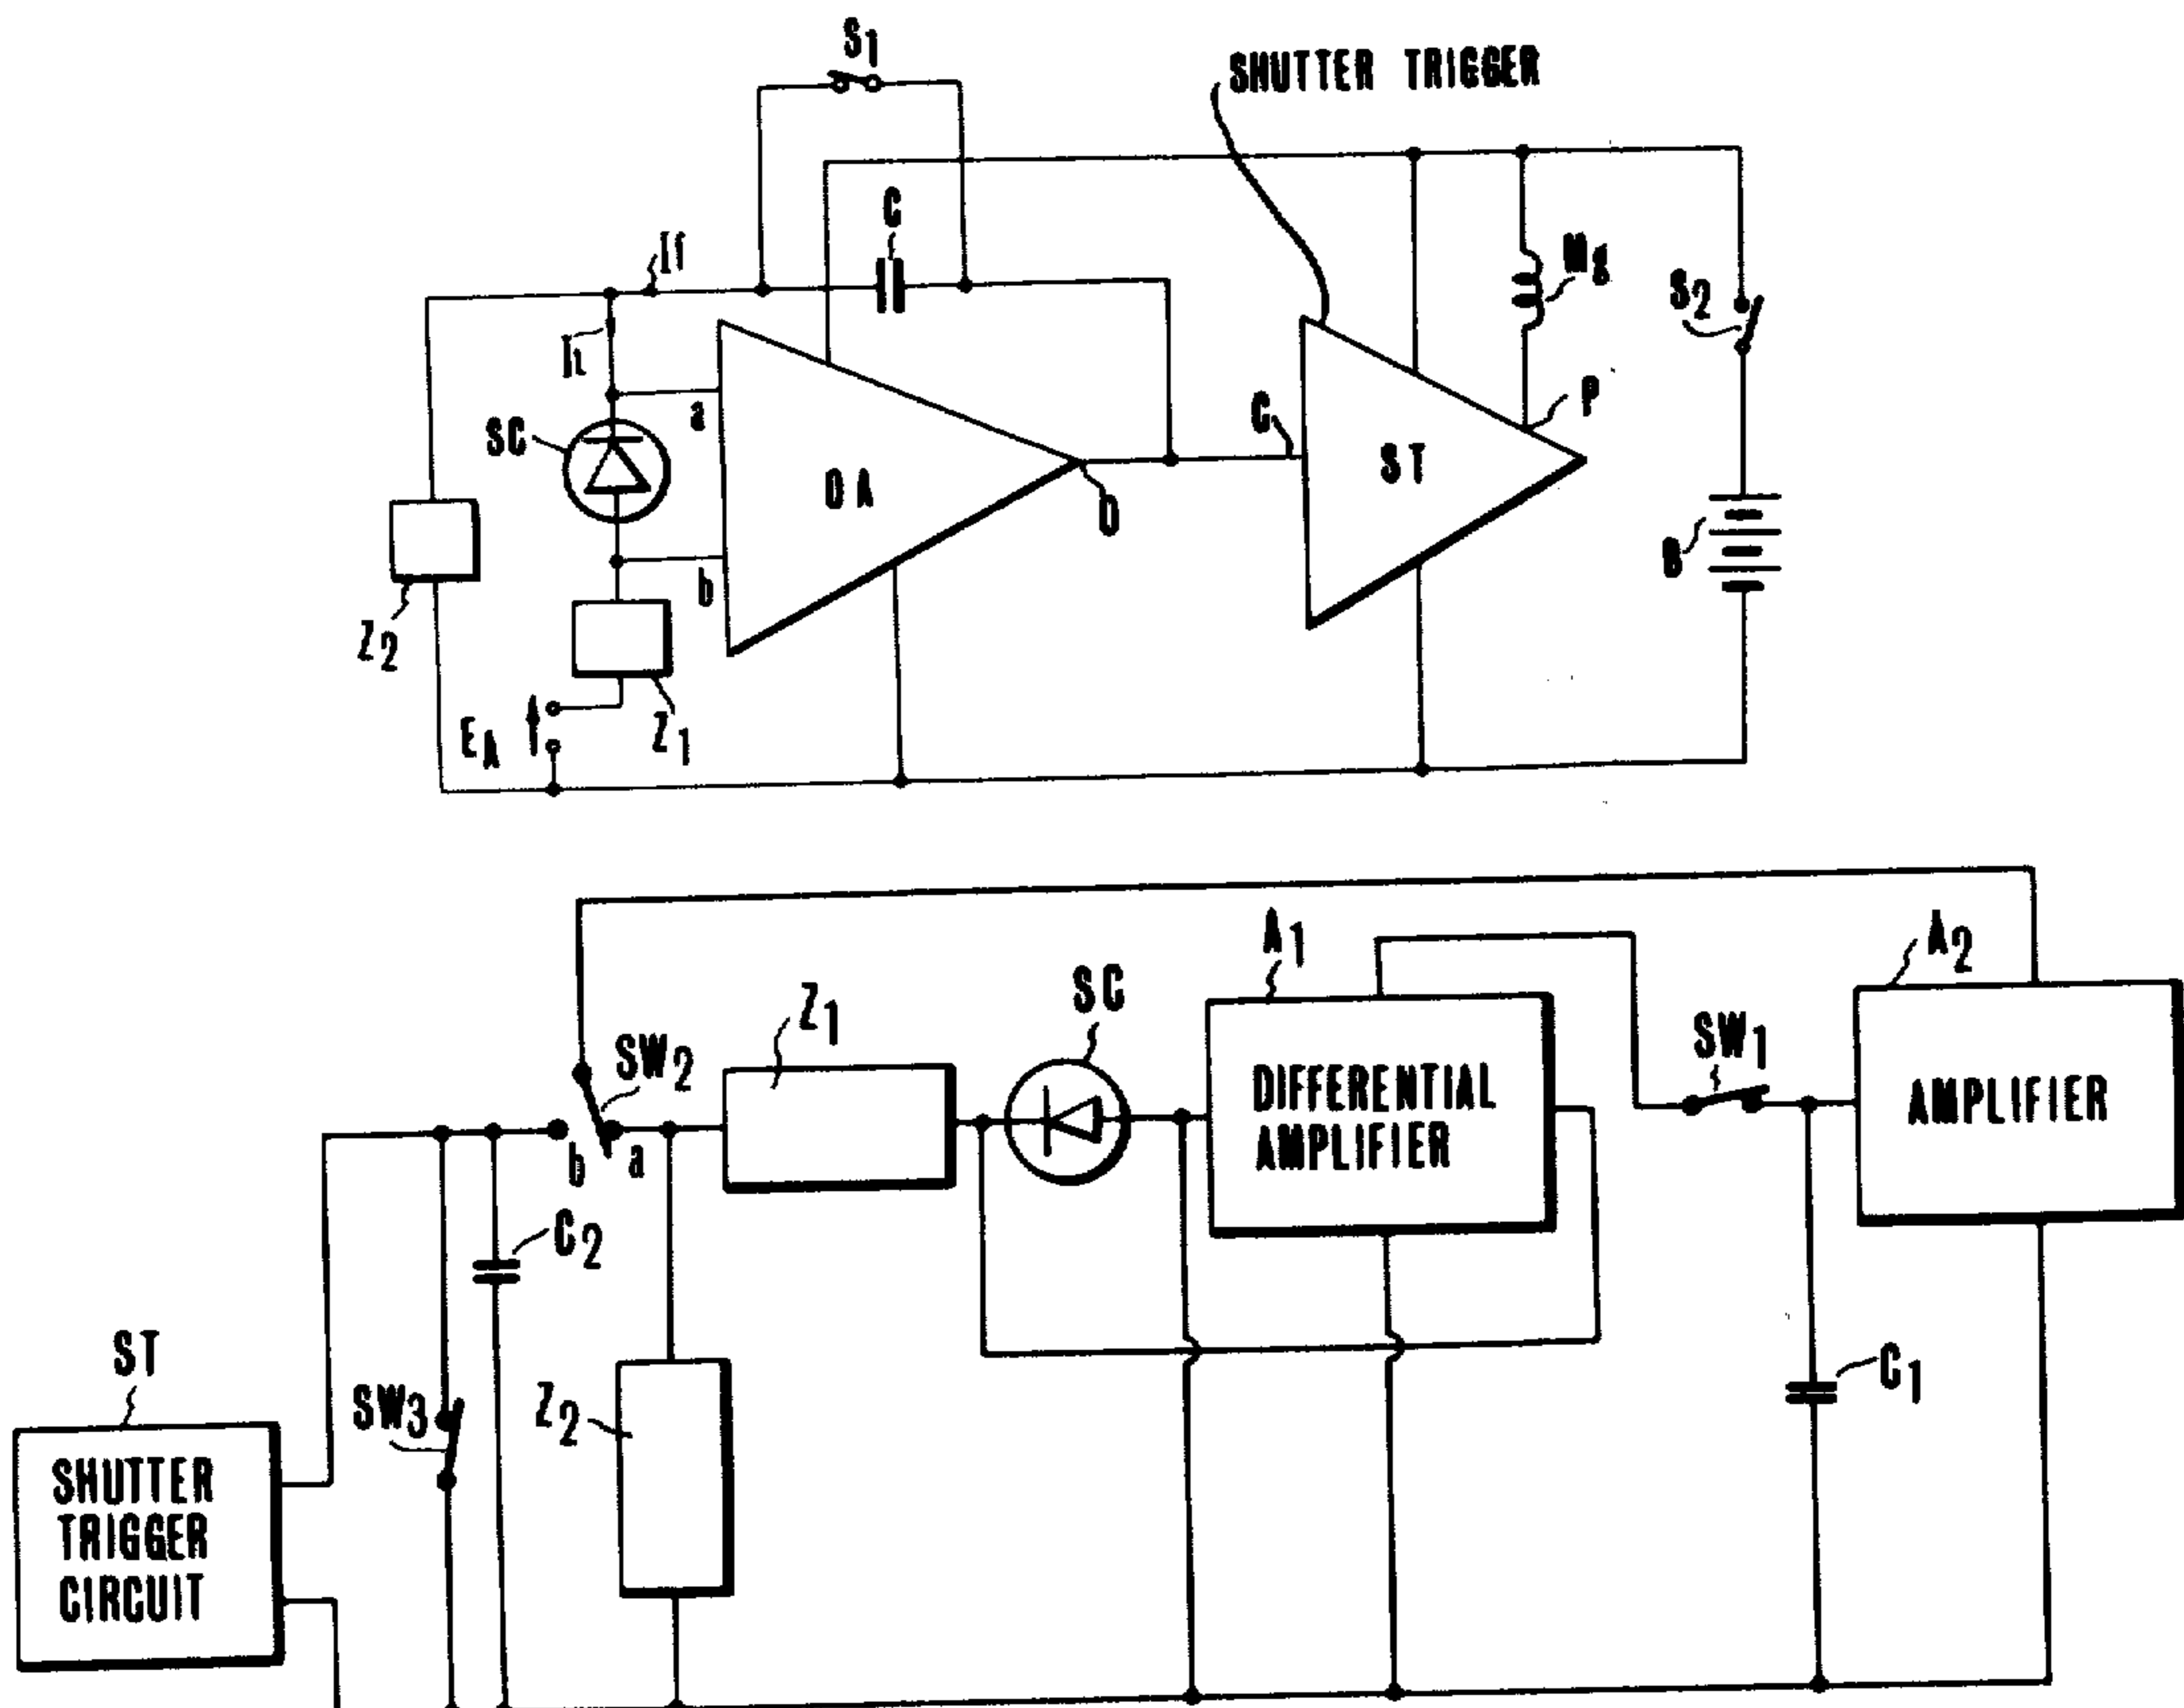 S1
SHUTTER TRIGGER
C
If
Mg
S2
I1
P
SC
a
C
ST
OA
D
B
b
Z2
Z1
EA
A1
A2
SC
Z1
SW2
SW1
DIFFERENTIAL
AMPLIFIER
AMPLIFIER
b
a
C2
ST
C1
SW3
Z2
SHUTTER
TRIGGER
CIRCUIT